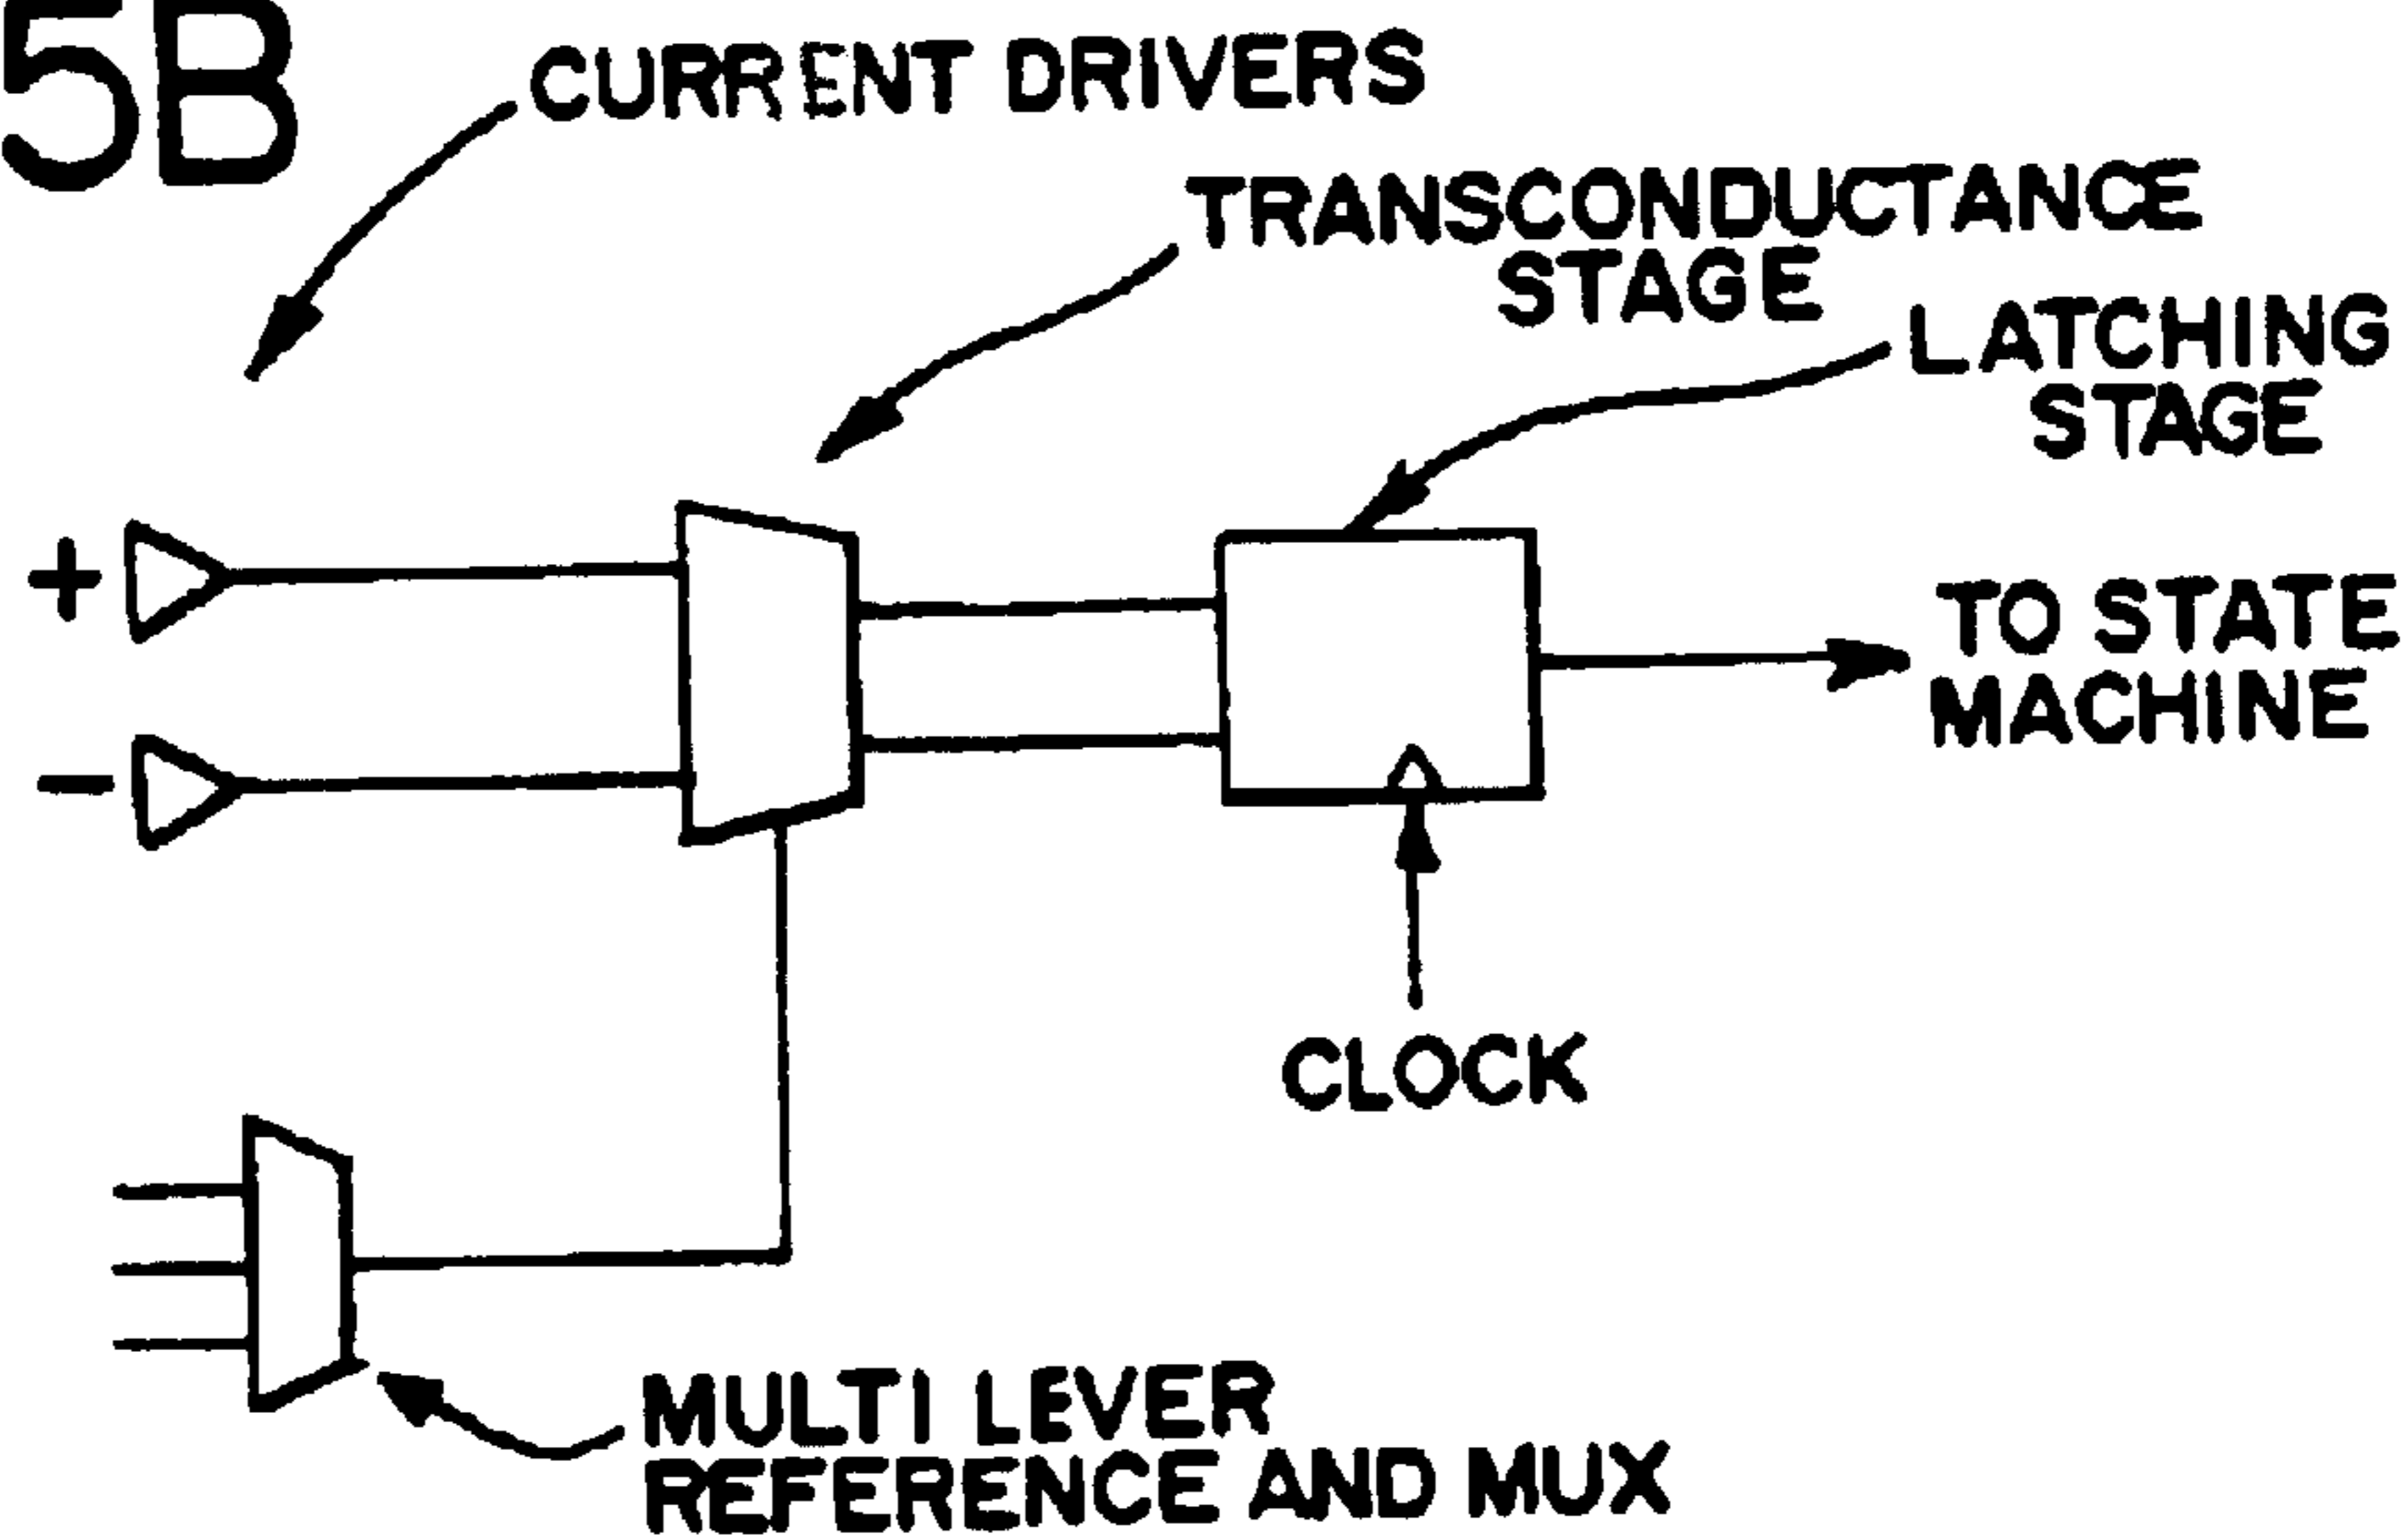 5B
CURRENT DRIVERS
TRANSCONDUCTANCE
STAGE
LATCHING
STAGE
+
−
TO STATE
MACHINE
CLOCK
MULTI LEVER
REFERENCE AND MUX